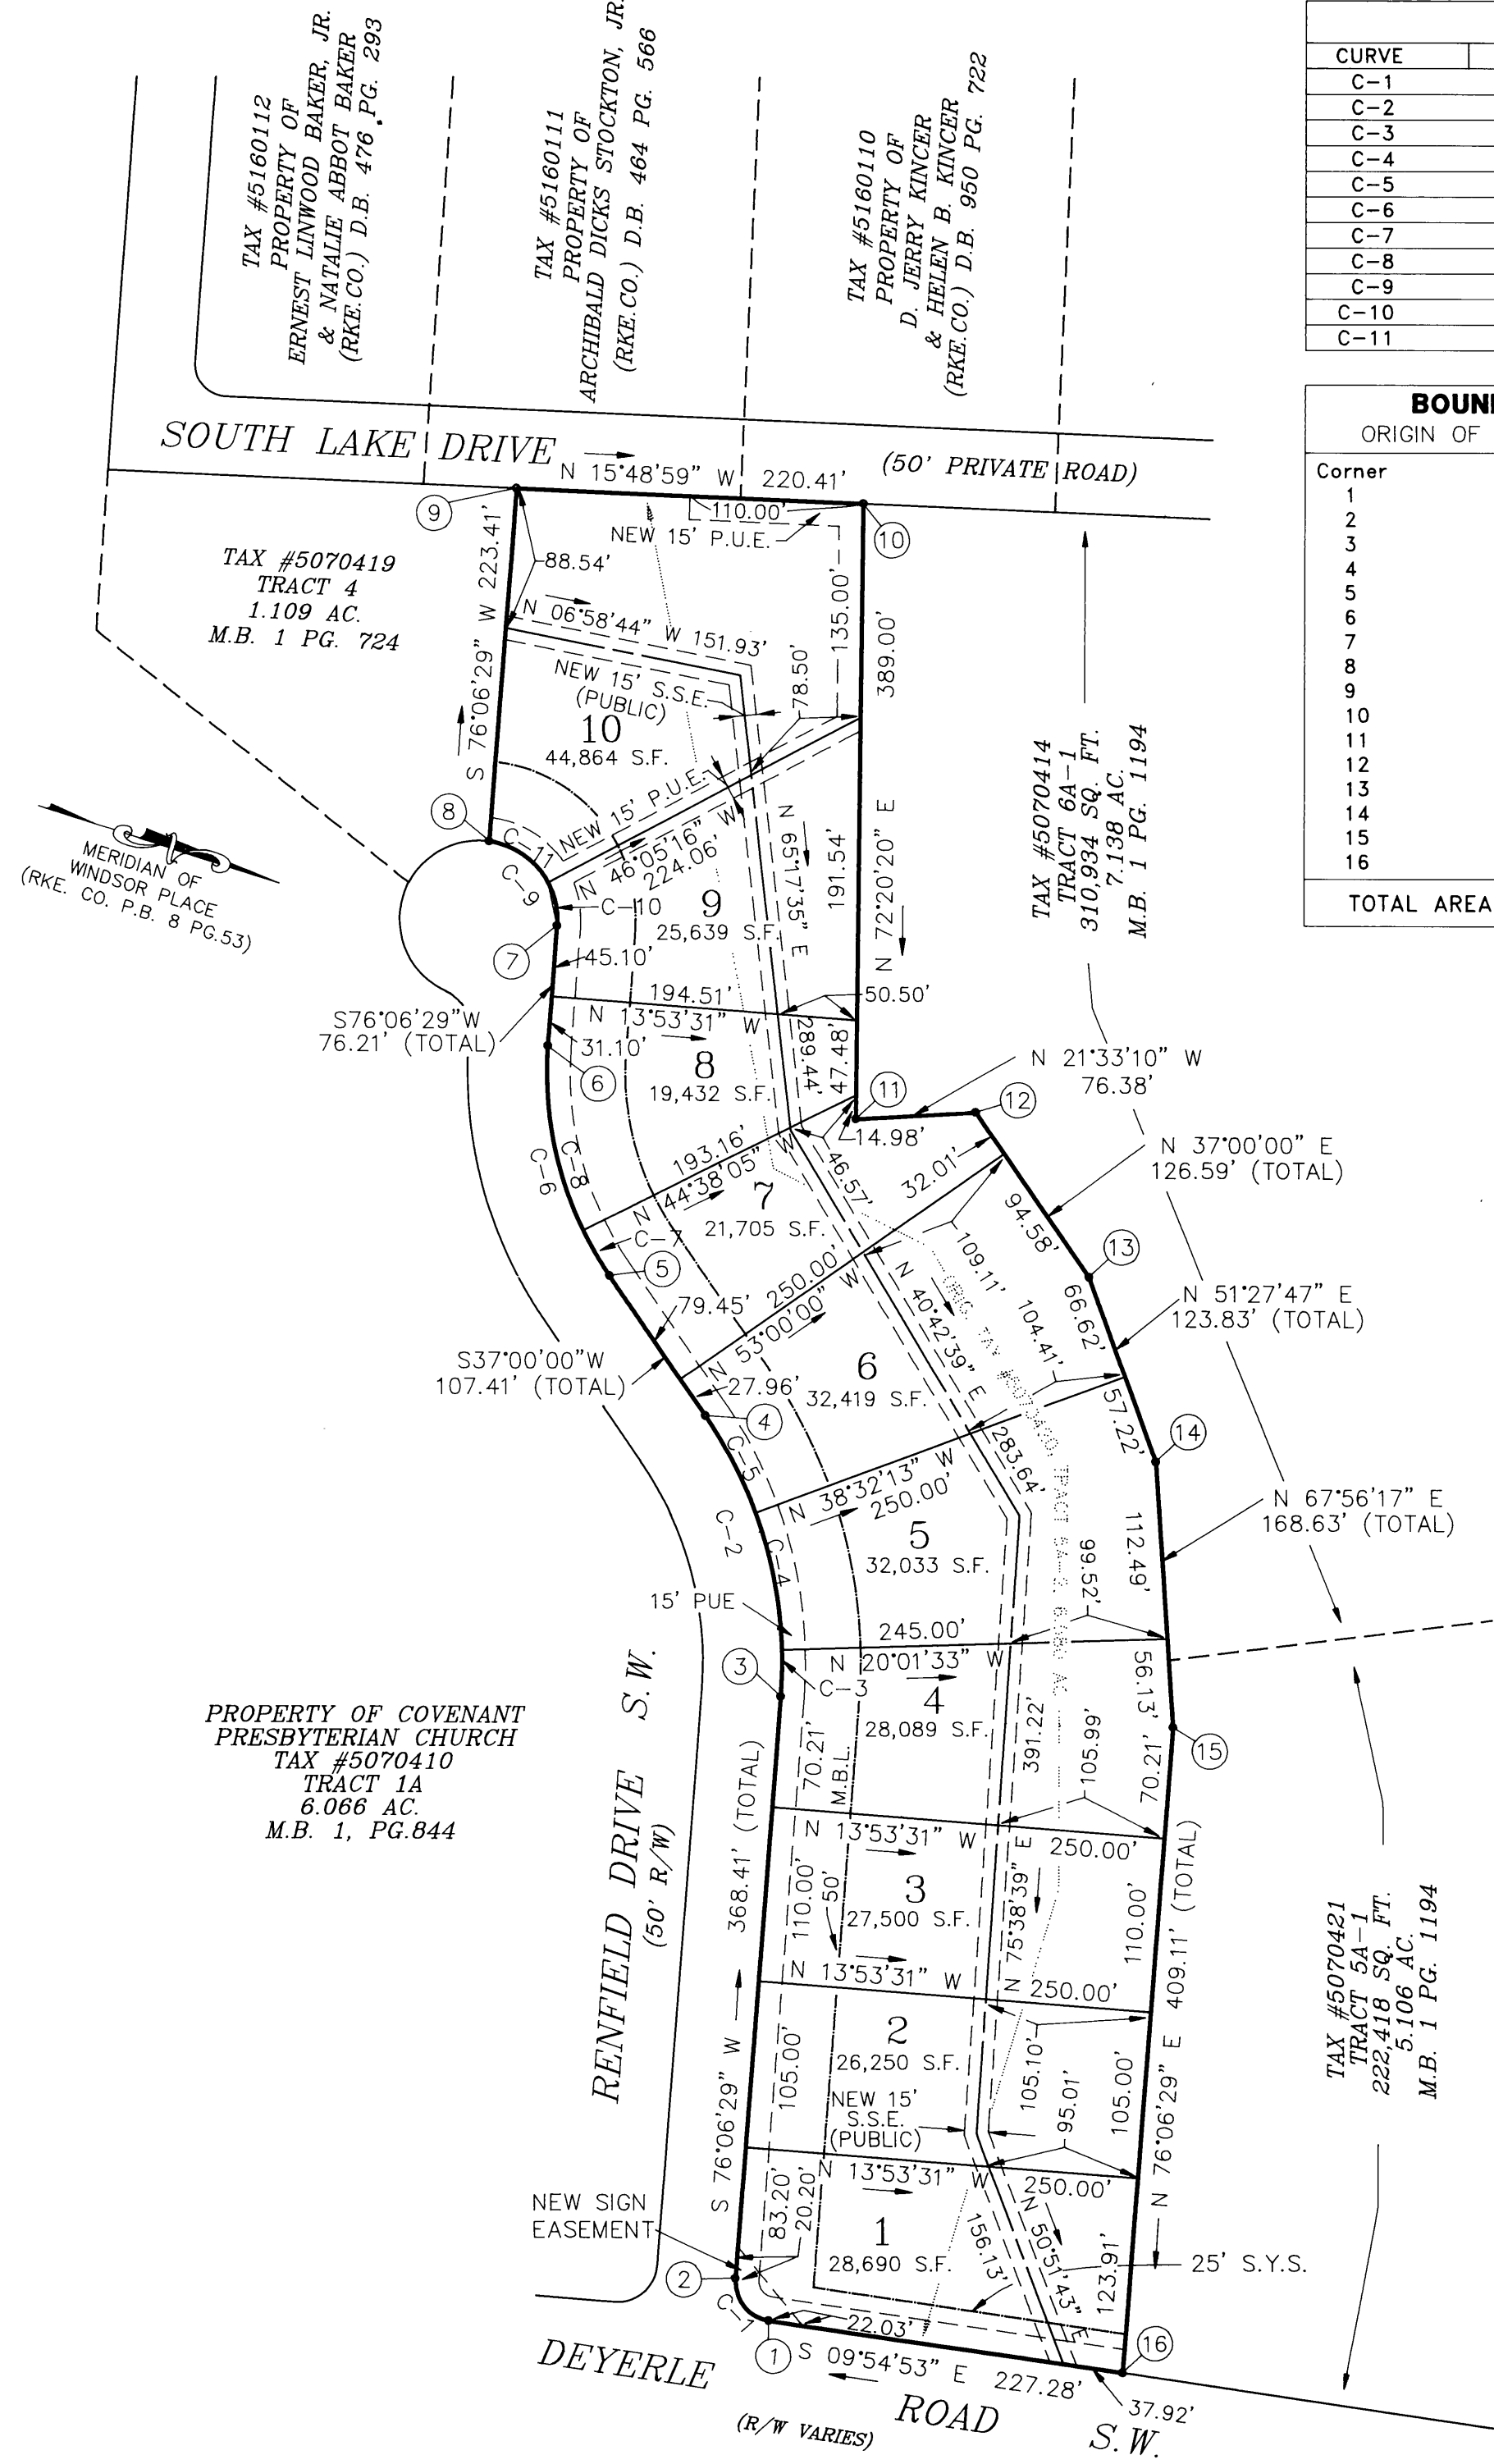 TAX #5160112
PROPERTY OF
ERNEST LINWOOD BAKER, JR.
& NATALIE ABBOT BAKER
(RKE.CO.) D.B. 476 PG. 293
TAX #5160111
PROPERTY OF
ARCHIBALD DICKS STOCKTON, JR.
(RKE.CO.) D.B. 464 PG. 566
TAX #5160110
PROPERTY OF
D. JERRY KINCER
& HELEN B. KINCER
(RKE.CO.) D.B. 950 PG. 722
CURVE
C-1
C-2
C-3
C-4
C-5
C-6
C-7
C-8
C-9
C-10
C-11
ORIGIN OF
Corner
1
2
3
4
5
6
7
8
9
10
11
12
13
14
15
16
TOTAL AREA
SOUTH LAKE DRIVE
(50' PRIVATE ROAD)
N 15°48'59" W 220.41'
9
110.00'
NEW 15' P.U.E.
10
TAX #5070419
TRACT 4
1.109 AC.
M.B. 1 PG. 724
S 76°06'29" W 223.41'
88.54'
N 06°58'44" W 151.93'
135.00'
389.00'
78.50'
NEW 15' S.S.E.
(PUBLIC)
10
44,864 S.F.
TAX #5070414
TRACT 6A-1
310,934 SQ. FT.
7.138 AC.
M.B. 1 PG. 1194
8
C-11
NEW 15' P.U.E.
N 46°05'16" W
224.06'
N 65°17'35" E
191.54'
N 72°20'20" E
MERIDIAN OF
WINDSOR PLACE
(RKE. CO. P.B. 8 PG.53)
C-9
C-10
9
25,639 S.F.
7
45.10'
194.51'
50.50'
N 13°53'31" W
S76°06'29"W
76.21' (TOTAL)
31.10'
6
8
19,432 S.F.
289.44'
47.48'
11
N 21°33'10" W
76.38'
12
14.98'
C-6
C-8
193.16'
N 44°38'05" W
46.57'
32.01'
N 37°00'00" E
126.59' (TOTAL)
7
21,705 S.F.
C-7
5
94.58'
13
109.11'
79.45'
250.00'
N 53°00'00" W
N 40°42'39" E
104.41'
66.62'
N 51°27'47" E
123.83' (TOTAL)
S37°00'00"W
107.41' (TOTAL)
6
32,419 S.F.
27.96'
4
57.22'
14
C-5
283.64'
N 38°32'13" W
250.00'
N 67°56'17" E
168.63' (TOTAL)
C-2
C-4
5
32,033 S.F.
99.52'
112.49'
15' PUE
245.00'
N 20°01'33" W
3
C-3
4
28,089 S.F.
56.13'
15
PROPERTY OF COVENANT
PRESBYTERIAN CHURCH
TAX #5070410
TRACT 1A
6.066 AC.
M.B. 1, PG.844
RENFIELD DRIVE S.W.
(50' R/W)
S 76°06'29" W 368.41' (TOTAL)
70.21'
M.B.L.
391.22'
105.99'
70.21'
N 13°53'31" W
250.00'
110.00'
50'
3
27,500 S.F.
N 75°38'39" E
110.00'
N 76°06'29" E 409.11' (TOTAL)
TAX #5070421
TRACT 5A-1
222,418 SQ. FT.
5.106 AC.
M.B. 1 PG. 1194
N 13°53'31" W
250.00'
105.00'
2
26,250 S.F.
105.10'
105.00'
95.01'
NEW 15'
S.S.E.
(PUBLIC)
N 13°53'31" W
250.00'
NEW SIGN
EASEMENT
83.20'
20.20'
1
28,690 S.F.
156.13'
N 50°51'43" E
123.91'
25' S.Y.S.
2
C-1
1
22.03'
16
S 09°54'53" E 227.28'
37.92'
DEYERLE ROAD S.W.
(R/W VARIES)